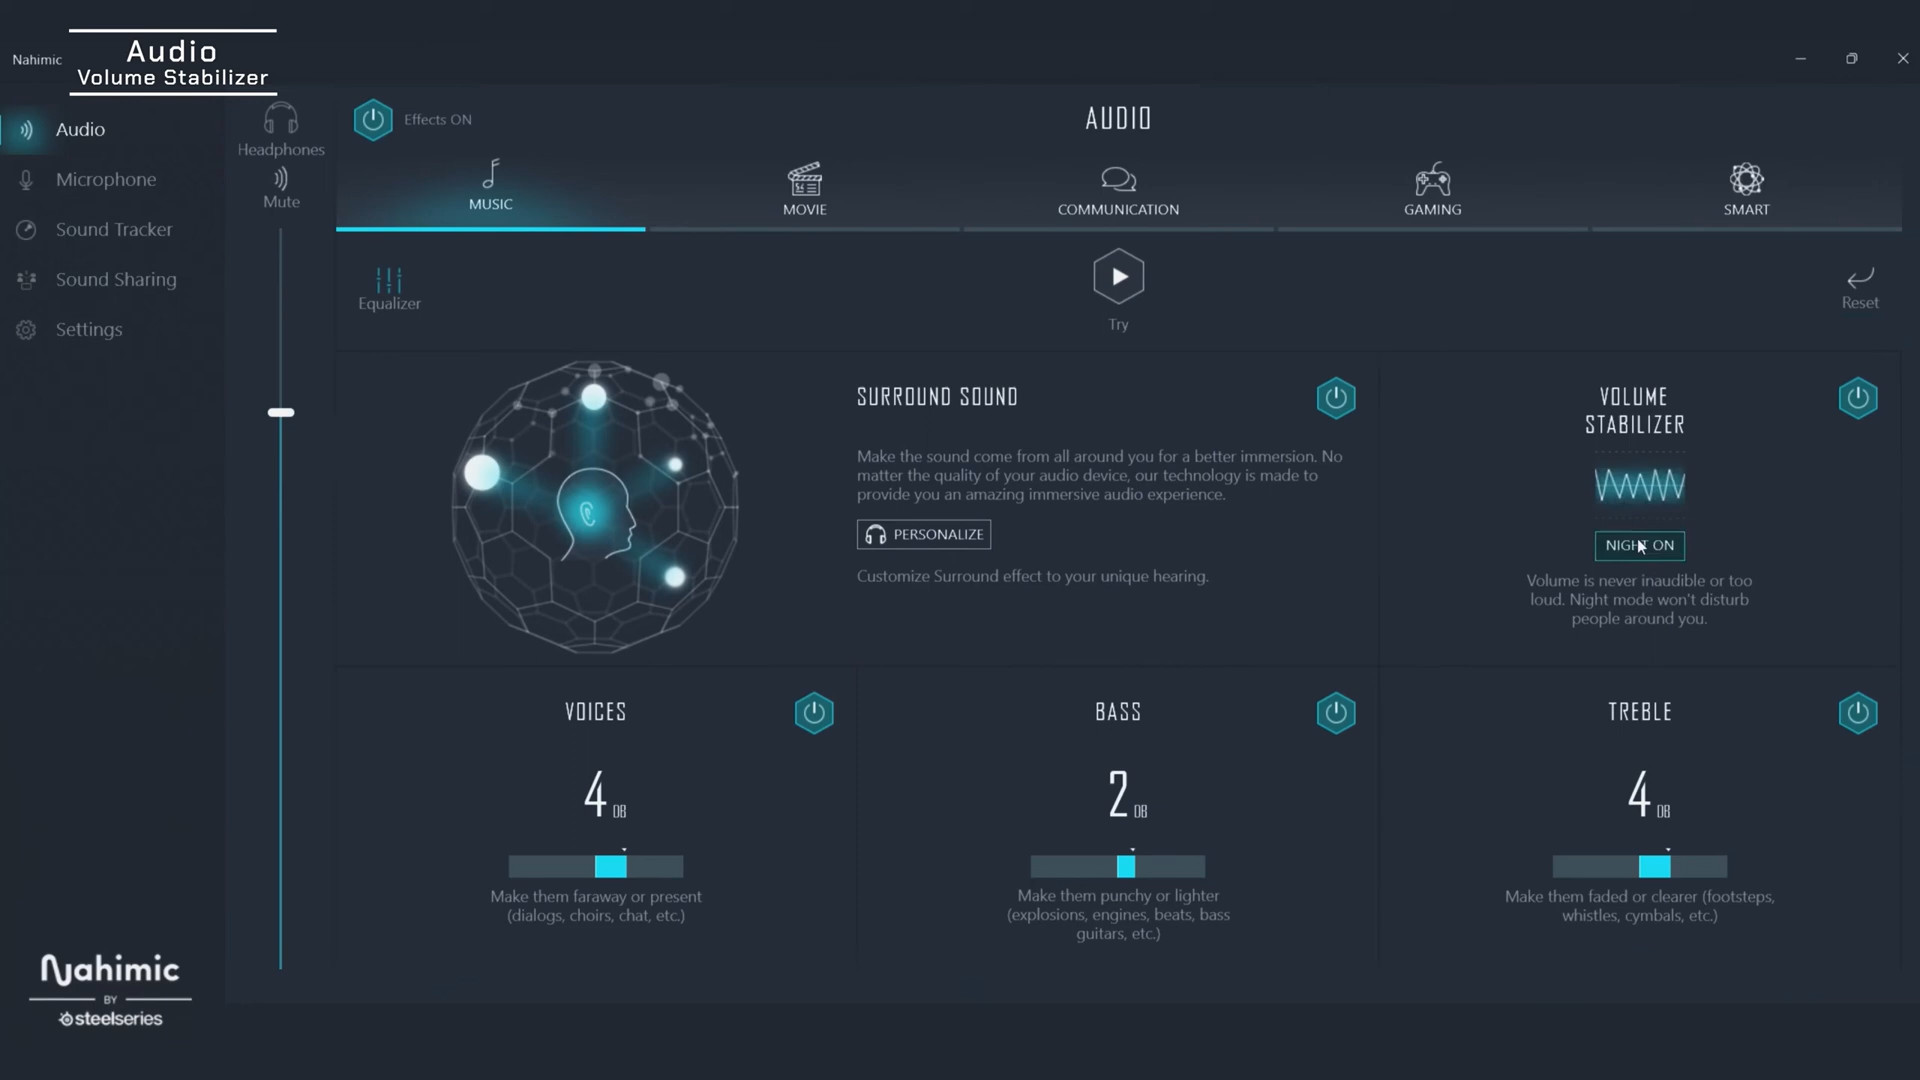 Audio
Volume Stabilizer
Nahimic
Audio
Microphone
Sound Tracker
Sound Sharing
Settings
Headphones
Mute
Effects ON
AUDIO
MUSIC
MOVIE
COMMUNICATION
GAMING
SMART
Equalizer
Try
Reset
SURROUND SOUND
Make the sound come from all around you for a better immersion. No
matter the quality of your audio device, our technology is made to
provide you an amazing immersive audio experience.
PERSONALIZE
Customize Surround effect to your unique hearing.
VOLUME
STABILIZER
NIGHT ON
Volume is never inaudible or too
loud. Night mode won't disturb
people around you.
VOICES
4 DB
Make them faraway or present
(dialogs, choirs, chat, etc.)
BASS
2 DB
Make them punchy or lighter
(explosions, engines, beats, bass
guitars, etc.)
TREBLE
4 DB
Make them faded or clearer (footsteps,
whistles, cymbals, etc.)
Nahimic
BY
steelseries